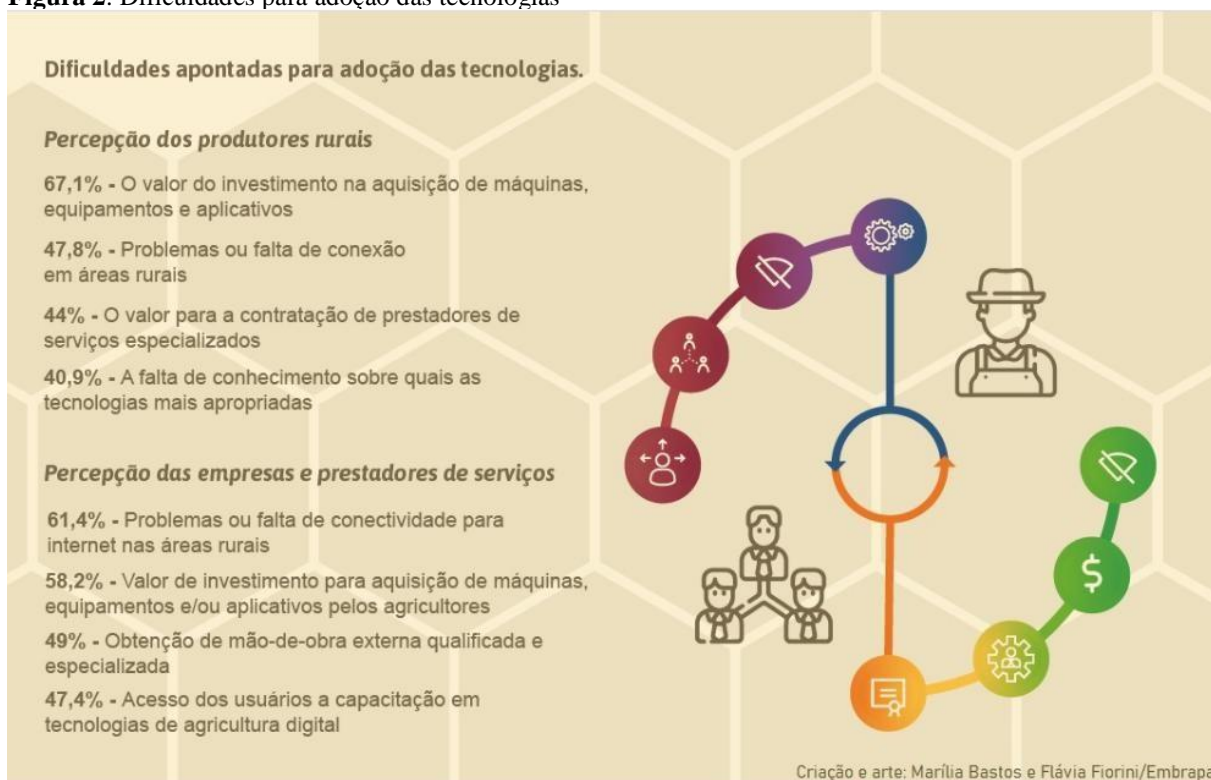 Figura 2: Dificuldades para adoção das tecnologias
Dificuldades apontadas para adoção das tecnologias.
Percepção dos produtores rurais
67,1% - O valor do investimento na aquisição de máquinas,
equipamentos e aplicativos
47,8% - Problemas ou falta de conexão
em áreas rurais
44% - O valor para a contratação de prestadores de
serviços especializados
40,9% - A falta de conhecimento sobre quais as
tecnologias mais apropriadas
Percepção das empresas e prestadores de serviços
61,4% - Problemas ou falta de conectividade para
internet nas áreas rurais
58,2% - Valor de investimento para aquisição de máquinas,
equipamentos e/ou aplicativos pelos agricultores
49% - Obtenção de mão-de-obra externa qualificada e
especializada
47,4% - Acesso dos usuários a capacitação em
tecnologias de agricultura digital
$
Criação e arte: Marília Bastos e Flávia Fiorini/Embrapa